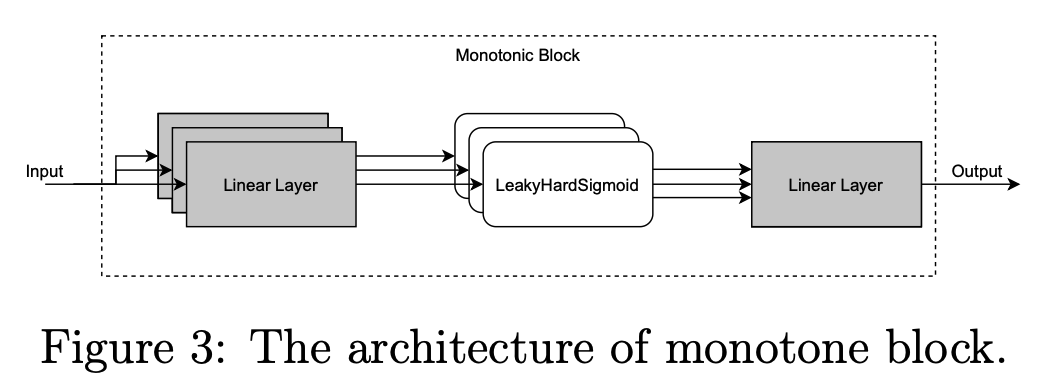 Monotonic Block
Input
Linear Layer
LeakyHardSigmoid
Linear Layer
Output
Figure 3: The architecture of monotone block.